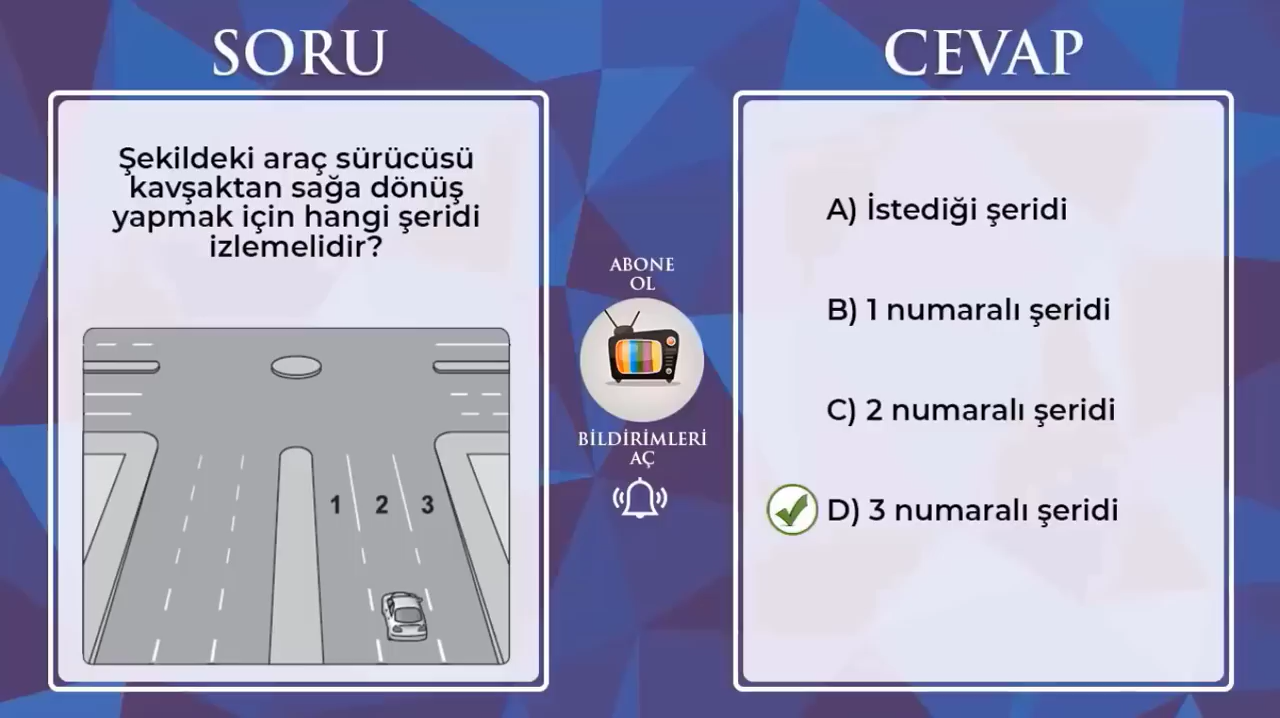 SORU
Şekildeki araç sürücüsü
kavşaktan sağa dönüş
yapmak için hangi şeridi
izlemelidir?
1
2
3
ABONE
OL
BİLDİRİMLERİ
AÇ
CEVAP
A) İstediği şeridi
B) 1 numaralı şeridi
C) 2 numaralı şeridi
D) 3 numaralı şeridi